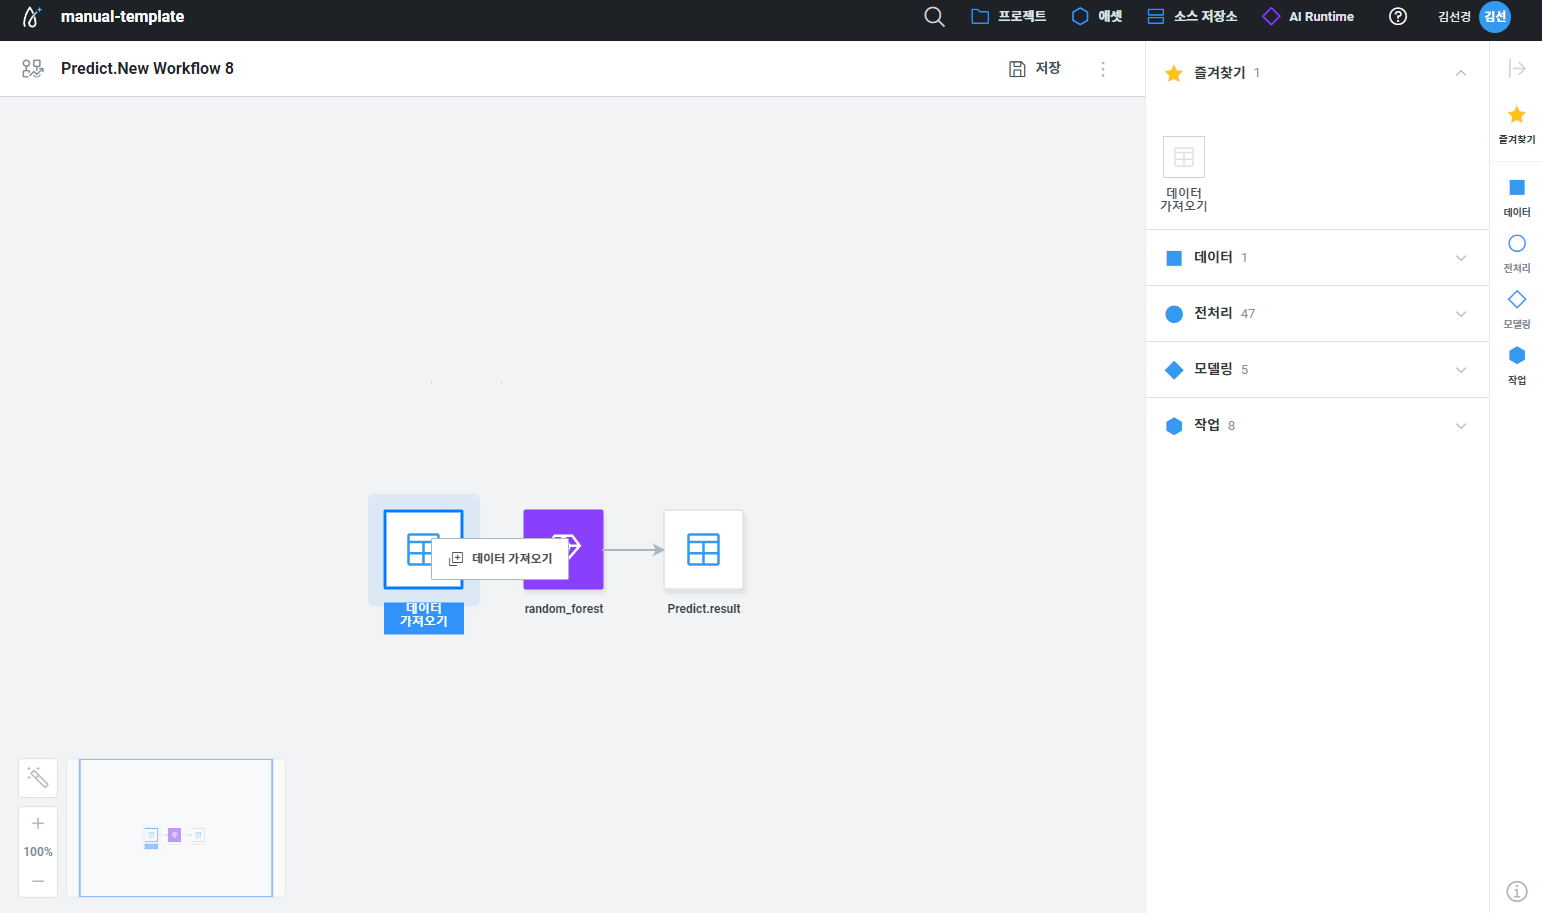 manual-template
프로젝트
에셋
소스 저장소
AI Runtime
김선경
김선
Predict.New Workflow 8
저장
즐겨찾기 1
데이터
가져오기
데이터 1
전처리 47
모델링 5
작업 8
즐겨찾기
데이터
전처리
모델링
작업
데이터 가져오기
데이터
가져오기
random_forest
Predict.result
100%